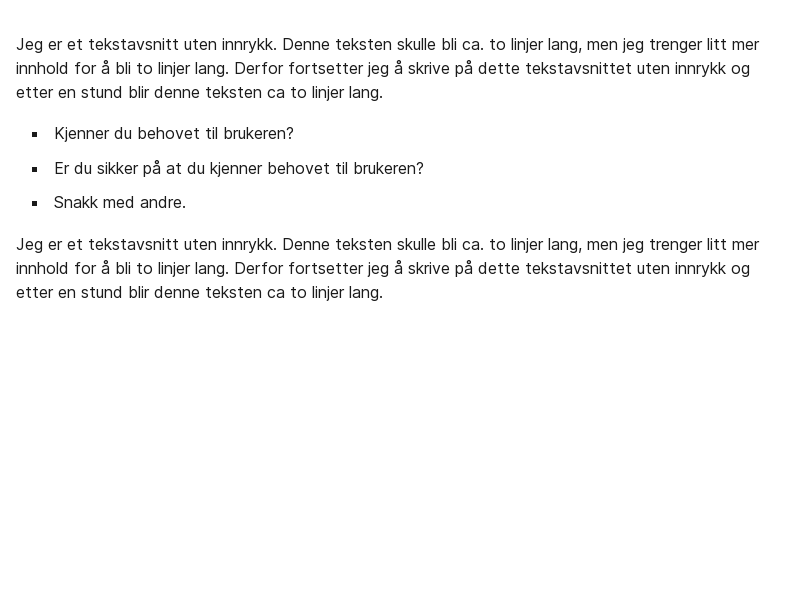 Jeg er et tekstavsnitt uten innrykk. Denne teksten skulle bli ca. to linjer lang, men jeg trenger litt mer
innhold for å bli to linjer lang. Derfor fortsetter jeg å skrive på dette tekstavsnittet uten innrykk og
etter en stund blir denne teksten ca to linjer lang.
▪ Kjenner du behovet til brukeren?
▪ Er du sikker på at du kjenner behovet til brukeren?
▪ Snakk med andre.
Jeg er et tekstavsnitt uten innrykk. Denne teksten skulle bli ca. to linjer lang, men jeg trenger litt mer
innhold for å bli to linjer lang. Derfor fortsetter jeg å skrive på dette tekstavsnittet uten innrykk og
etter en stund blir denne teksten ca to linjer lang.